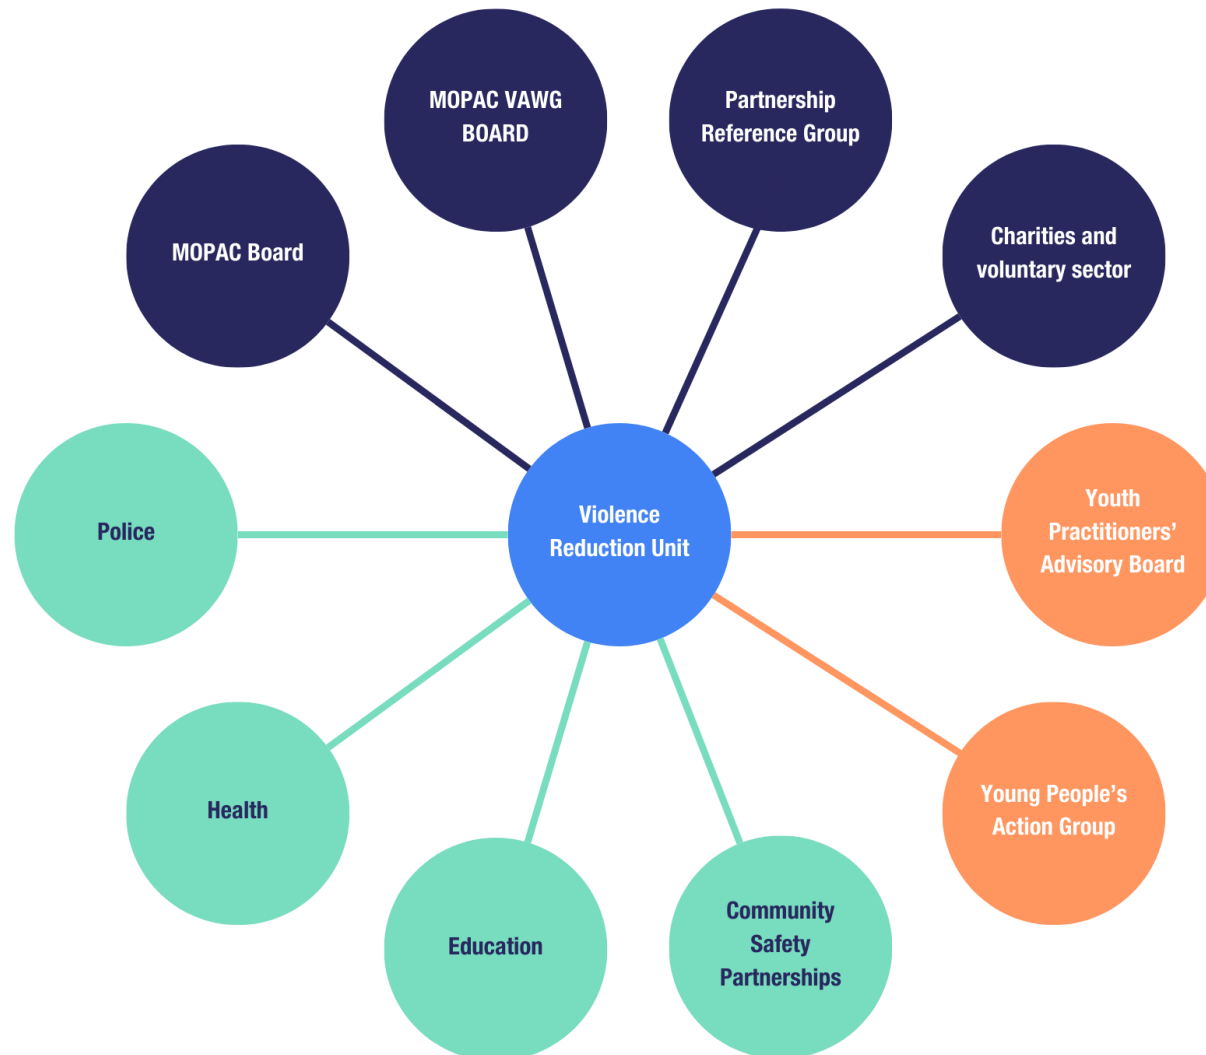 MOPAC VAWG
BOARD
Partnership
Reference Group
MOPAC Board
Charities and
voluntary sector
Police
Violence
Reduction Unit
Youth
Practitioners’
Advisory Board
Health
Young People’s
Action Group
Education
Community
Safety
Partnerships